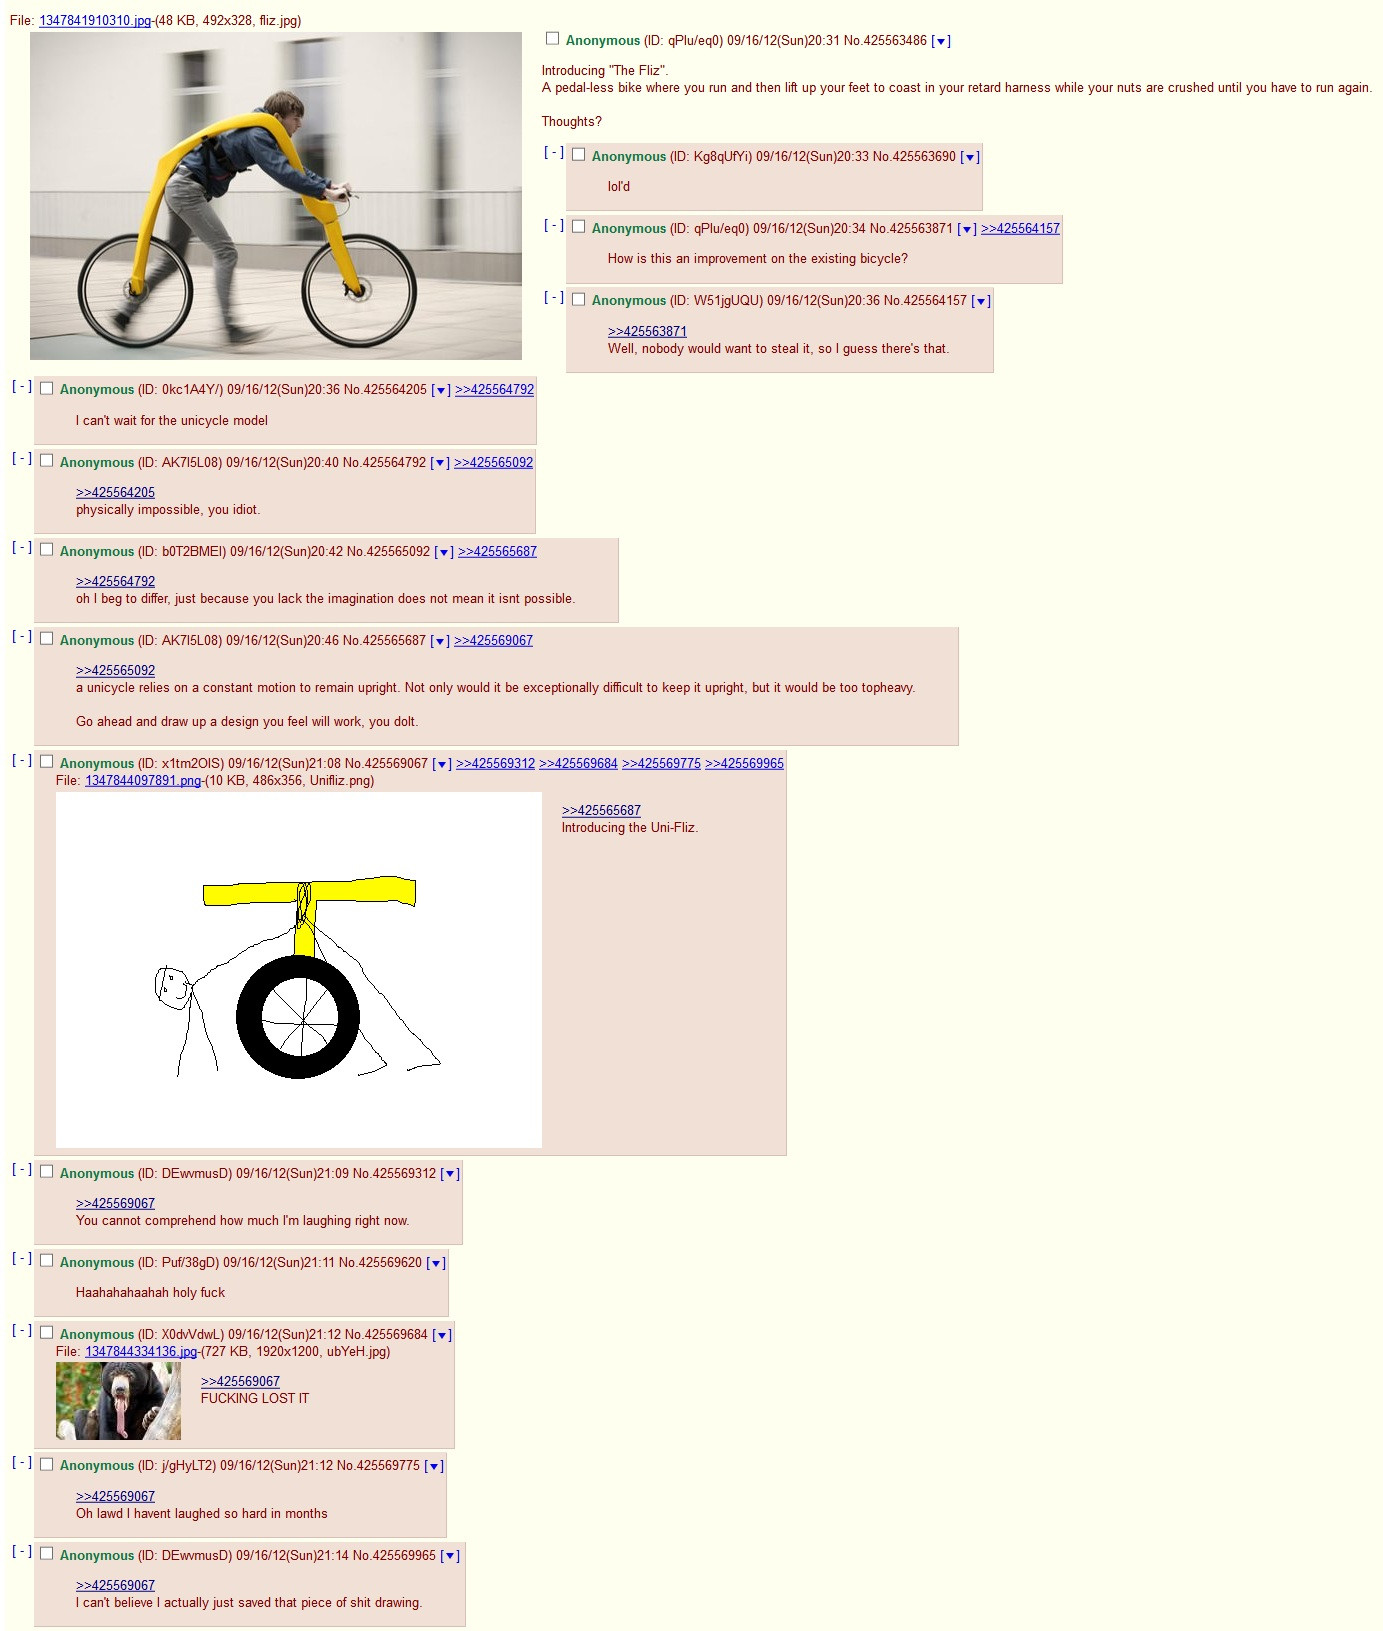 File: 1347841910310.jpg-(48 KB, 492x328, fliz.jpg)
Anonymous (ID: qPlu/eq0) 09/16/12(Sun)20:31 No.425563486 [▼]
Introducing "The Fliz".
A pedal-less bike where you run and then lift up your feet to coast in your retard harness while your nuts are crushed until you have to run again.
Thoughts?
[ - ] Anonymous (ID: Kg8qUfYi) 09/16/12(Sun)20:33 No.425563690 [▼]
lol'd
[ - ] Anonymous (ID: qPlu/eq0) 09/16/12(Sun)20:34 No.425563871 [▼] >>425564157
How is this an improvement on the existing bicycle?
[ - ] Anonymous (ID: W51jgUQU) 09/16/12(Sun)20:36 No.425564157 [▼]
>>425563871
Well, nobody would want to steal it, so I guess there's that.
[ - ] Anonymous (ID: 0kc1A4Y/) 09/16/12(Sun)20:36 No.425564205 [▼] >>425564792
I can't wait for the unicycle model
[ - ] Anonymous (ID: AK7I5L08) 09/16/12(Sun)20:40 No.425564792 [▼] >>425565092
>>425564205
physically impossible, you idiot.
[ - ] Anonymous (ID: b0T2BMEI) 09/16/12(Sun)20:42 No.425565092 [▼] >>425565687
>>425564792
oh I beg to differ, just because you lack the imagination does not mean it isnt possible.
[ - ] Anonymous (ID: AK7I5L08) 09/16/12(Sun)20:46 No.425565687 [▼] >>425569067
>>425565092
a unicycle relies on a constant motion to remain upright. Not only would it be exceptionally difficult to keep it upright, but it would be too topheavy.
Go ahead and draw up a design you feel will work, you dolt.
[ - ] Anonymous (ID: x1tm2OIS) 09/16/12(Sun)21:08 No.425569067 [▼] >>425569312 >>425569684 >>425569775 >>425569965
File: 1347844097891.png-(10 KB, 486x356, Unifliz.png)
>>425565687
Introducing the Uni-Fliz.
[ - ] Anonymous (ID: DEwvmusD) 09/16/12(Sun)21:09 No.425569312 [▼]
>>425569067
You cannot comprehend how much I'm laughing right now.
[ - ] Anonymous (ID: Puf/38gD) 09/16/12(Sun)21:11 No.425569620 [▼]
Haahahahaahah holy fuck
[ - ] Anonymous (ID: X0dvVdwL) 09/16/12(Sun)21:12 No.425569684 [▼]
File: 1347844334136.jpg-(727 KB, 1920x1200, ubYeH.jpg)
>>425569067
FUCKING LOST IT
[ - ] Anonymous (ID: j/gHyLT2) 09/16/12(Sun)21:12 No.425569775 [▼]
>>425569067
Oh lawd I havent laughed so hard in months
[ - ] Anonymous (ID: DEwvmusD) 09/16/12(Sun)21:14 No.425569965 [▼]
>>425569067
I can't believe I actually just saved that piece of shit drawing.